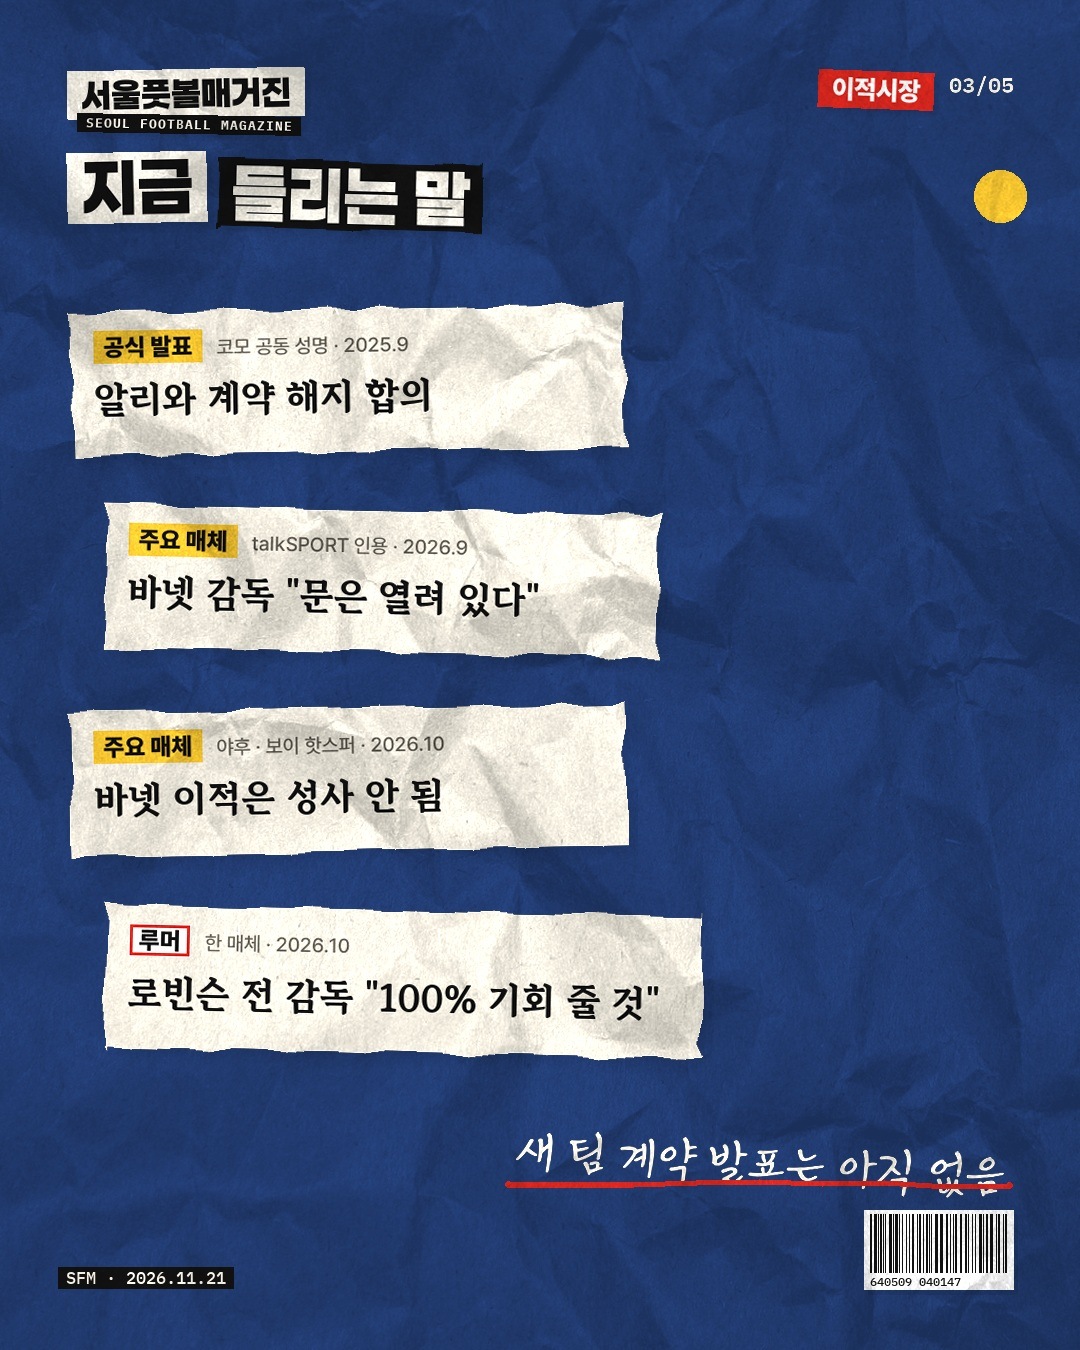 서울풋볼매거진
SEOUL FOOTBALL MAGAZINE
이적시장 03/05
지금 들리는 말
공식 발표 코모 공동 성명 · 2025.9
알리와 계약 해지 합의
주요 매체 talkSPORT 인용 · 2026.9
바넷 감독 "문은 열려 있다"
주요 매체 야후 · 보이 핫스퍼 · 2026.10
바넷 이적은 성사 안 됨
루머 한 매체 · 2026.10
로빈슨 전 감독 "100% 기회 줄 것"
새 팀 계약 발표는 아직 없음
640509 040147
SFM · 2026.11.21